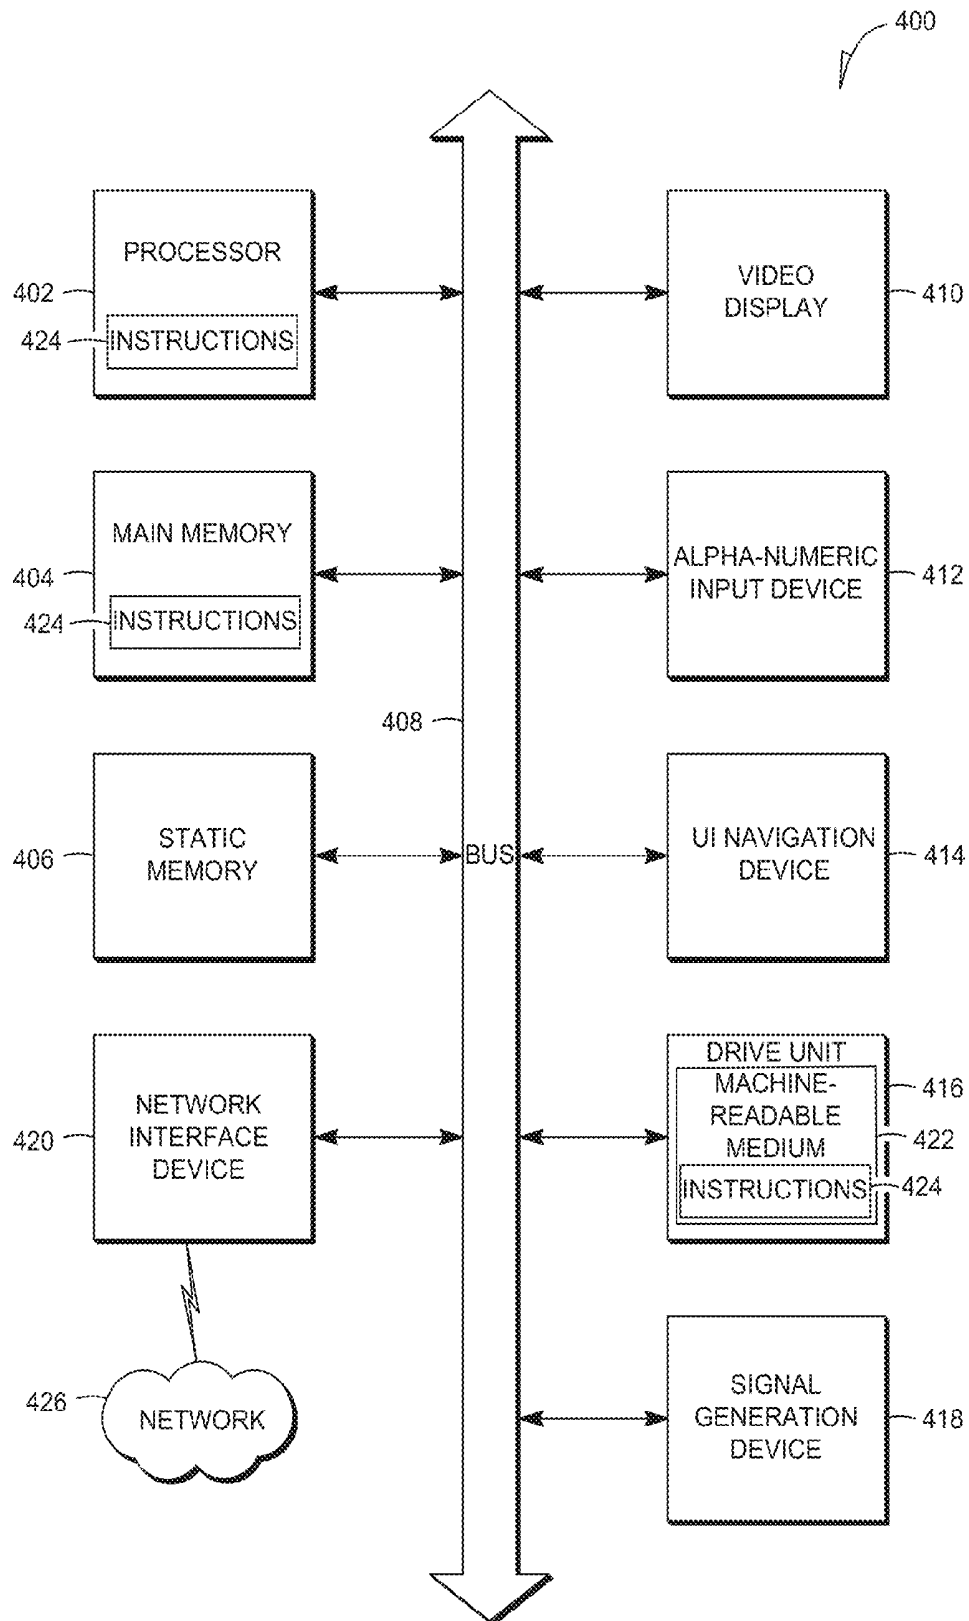 400
PROCESSOR
402
424
INSTRUCTIONS
VIDEO
DISPLAY
410
MAIN MEMORY
404
424
INSTRUCTIONS
ALPHA-NUMERIC
INPUT DEVICE
412
408
STATIC
MEMORY
406
BUS
UI NAVIGATION
DEVICE
414
NETWORK
INTERFACE
DEVICE
420
DRIVE UNIT
MACHINE-
READABLE
MEDIUM
INSTRUCTIONS
416
422
424
426
NETWORK
SIGNAL
GENERATION
DEVICE
418